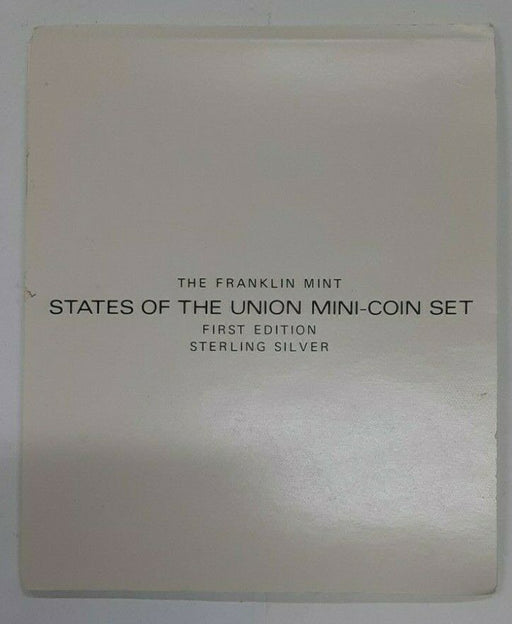 THE FRANKLIN MINT
STATES OF THE UNION MINI-COIN SET
FIRST EDITION
STERLING SILVER